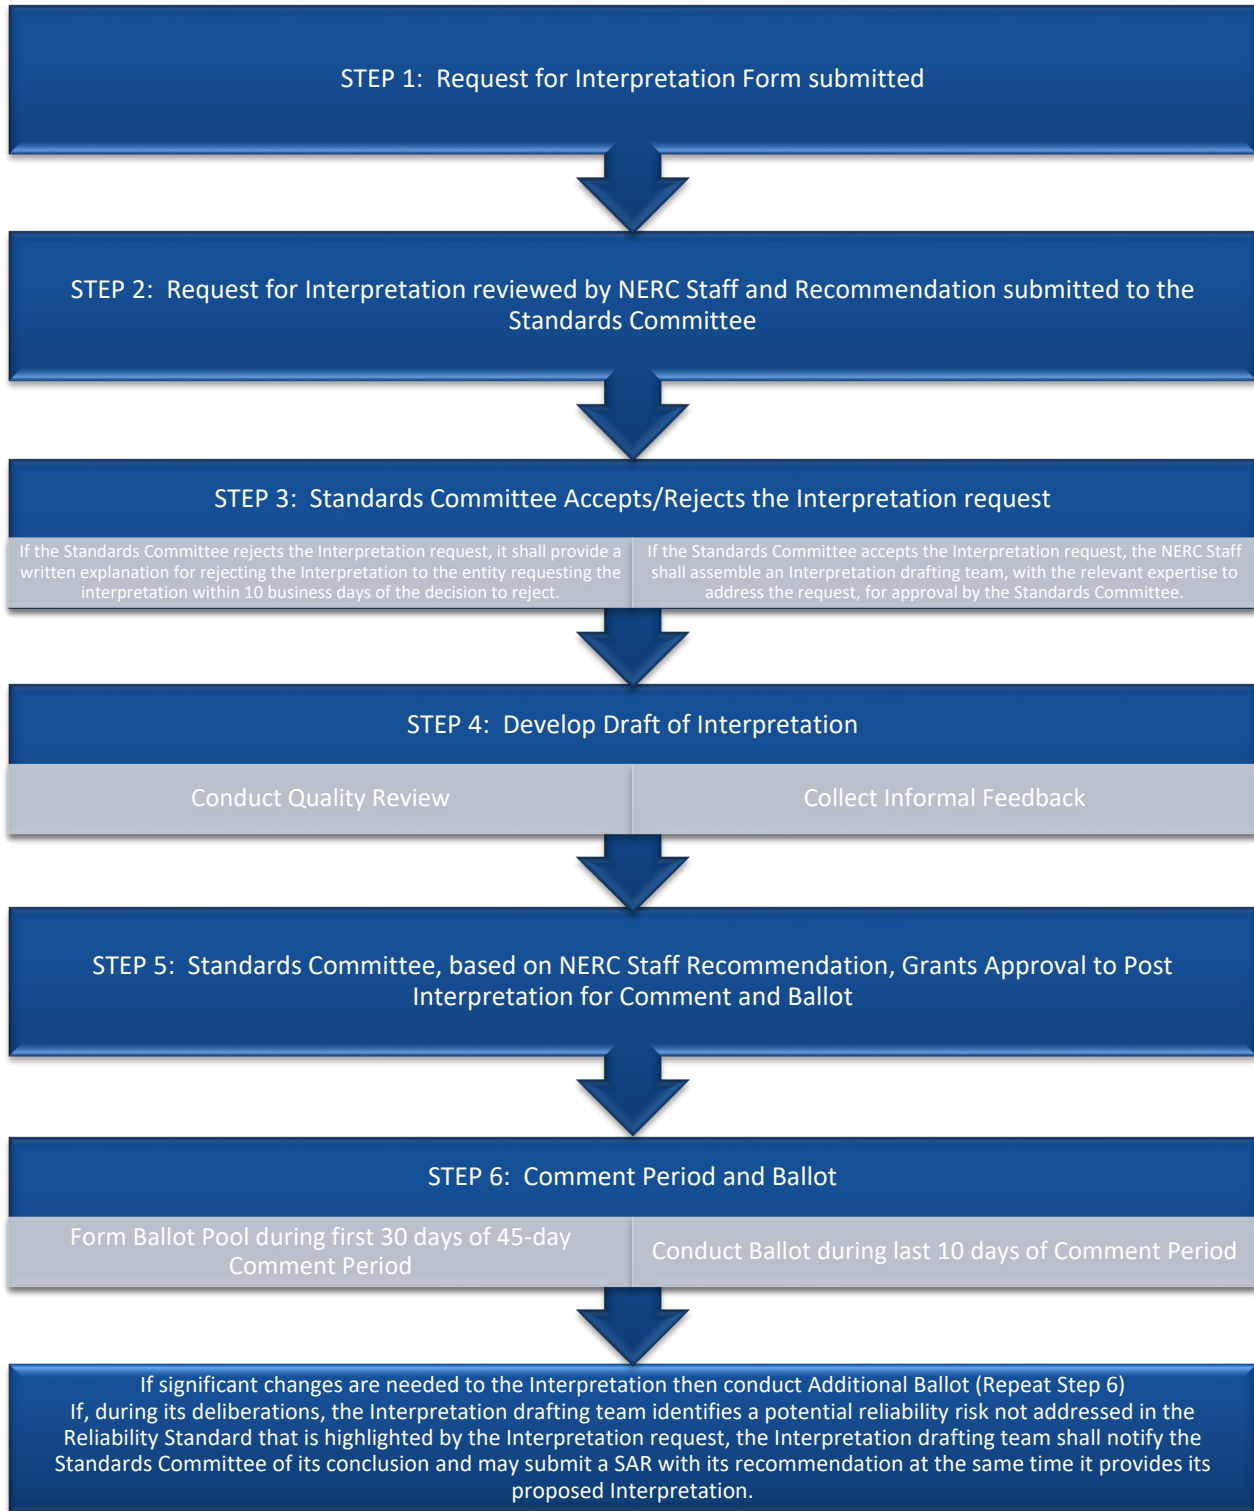 STEP 1: Request for Interpretation Form submitted
STEP 2: Request for Interpretation reviewed by NERC Staff and Recommendation submitted to the
Standards Committee
STEP 3: Standards Committee Accepts/Rejects the Interpretation request
If the Standards Committee rejects the Interpretation request, it shall provide a
written explanation for rejecting the Interpretation to the entity requesting the
interpretation within 10 business days of the decision to reject.
If the Standards Committee accepts the Interpretation request, the NERC Staff
shall assemble an Interpretation drafting team, with the relevant expertise to
address the request, for approval by the Standards Committee.
STEP 4: Develop Draft of Interpretation
Conduct Quality Review
Collect Informal Feedback
STEP 5: Standards Committee, based on NERC Staff Recommendation, Grants Approval to Post
Interpretation for Comment and Ballot
STEP 6: Comment Period and Ballot
Form Ballot Pool during first 30 days of 45-day
Comment Period
Conduct Ballot during last 10 days of Comment Period
If significant changes are needed to the Interpretation then conduct Additional Ballot (Repeat Step 6)
If, during its deliberations, the Interpretation drafting team identifies a potential reliability risk not addressed in the
Reliability Standard that is highlighted by the Interpretation request, the Interpretation drafting team shall notify the
Standards Committee of its conclusion and may submit a SAR with its recommendation at the same time it provides its
proposed Interpretation.